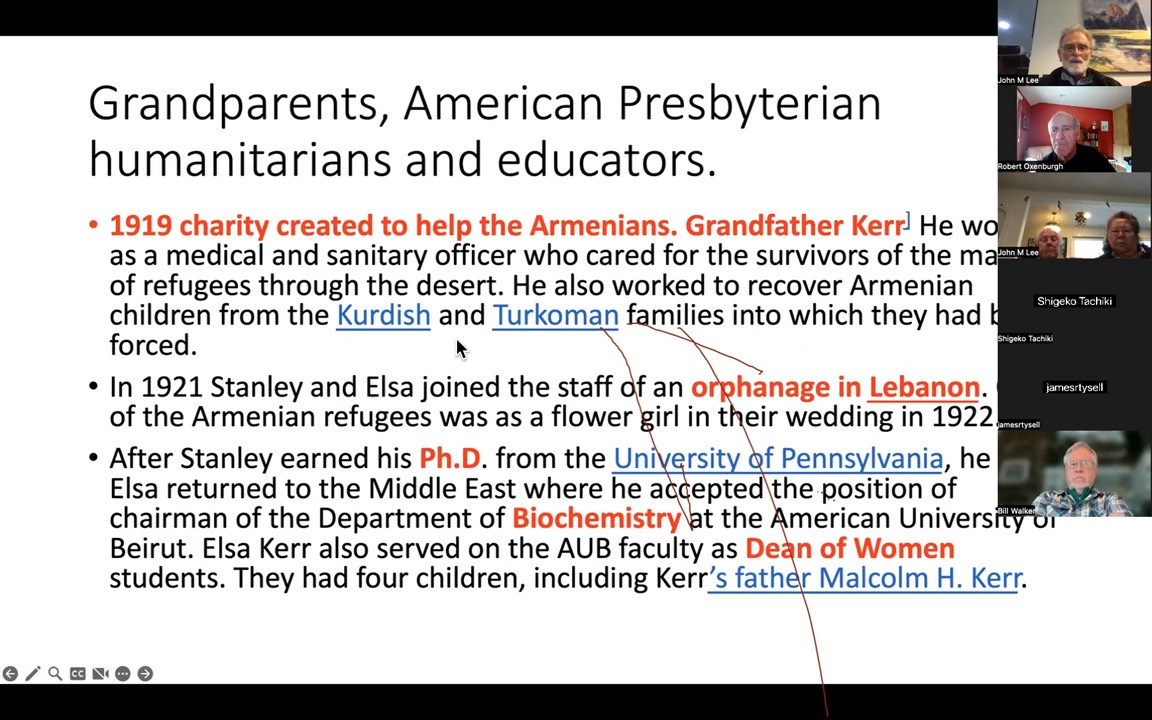 Grandparents, American Presbyterian
humanitarians and educators.
• 1919 charity created to help the Armenians. Grandfather Kerr] He wo
as a medical and sanitary officer who cared for the survivors of the ma
of refugees through the desert. He also worked to recover Armenian
children from the Kurdish and Turkoman families into which they had b
forced.
• In 1921 Stanley and Elsa joined the staff of an orphanage in Lebanon.
of the Armenian refugees was as a flower girl in their wedding in 1922.
• After Stanley earned his Ph.D. from the University of Pennsylvania, he
Elsa returned to the Middle East where he accepted the position of
chairman of the Department of Biochemistry at the American University of
Beirut. Elsa Kerr also served on the AUB faculty as Dean of Women
students. They had four children, including Kerr's father Malcolm H. Kerr.
John M Lee
Robert Oxenburgh
John M Lee
Shigeko Tachiki
Shigeko Tachiki
jamesrtysell
jamesrtysell
Bill Walker
CC